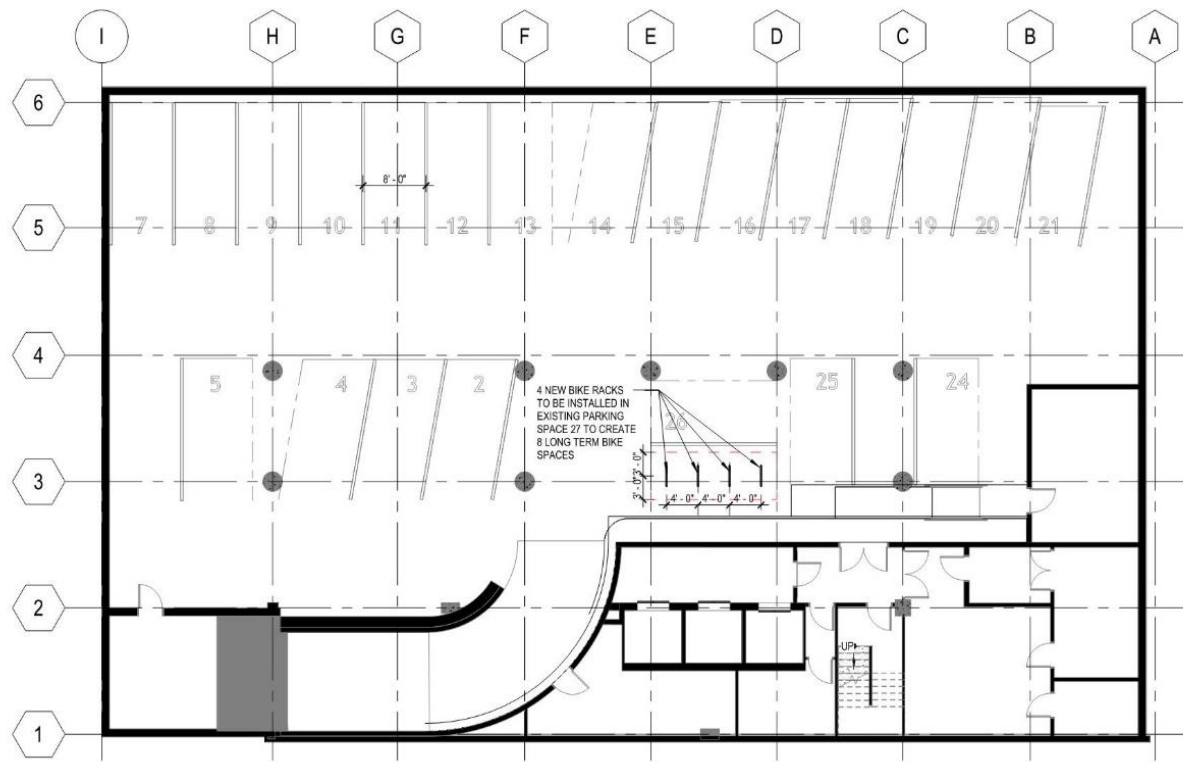 I
H
G
F
E
D
C
B
A
6
8' - 0"
5
7
8
9
10
11
12
13
14
15
16
17
18
19
20
21
4
5
4
3
2
25
24
4 NEW BIKE RACKS
TO BE INSTALLED IN
EXISTING PARKING
SPACE 27 TO CREATE
8 LONG TERM BIKE
SPACES
26
3' - 0"
3' - 0"
3
4' - 0"
4' - 0"
4' - 0"
2
UP
1